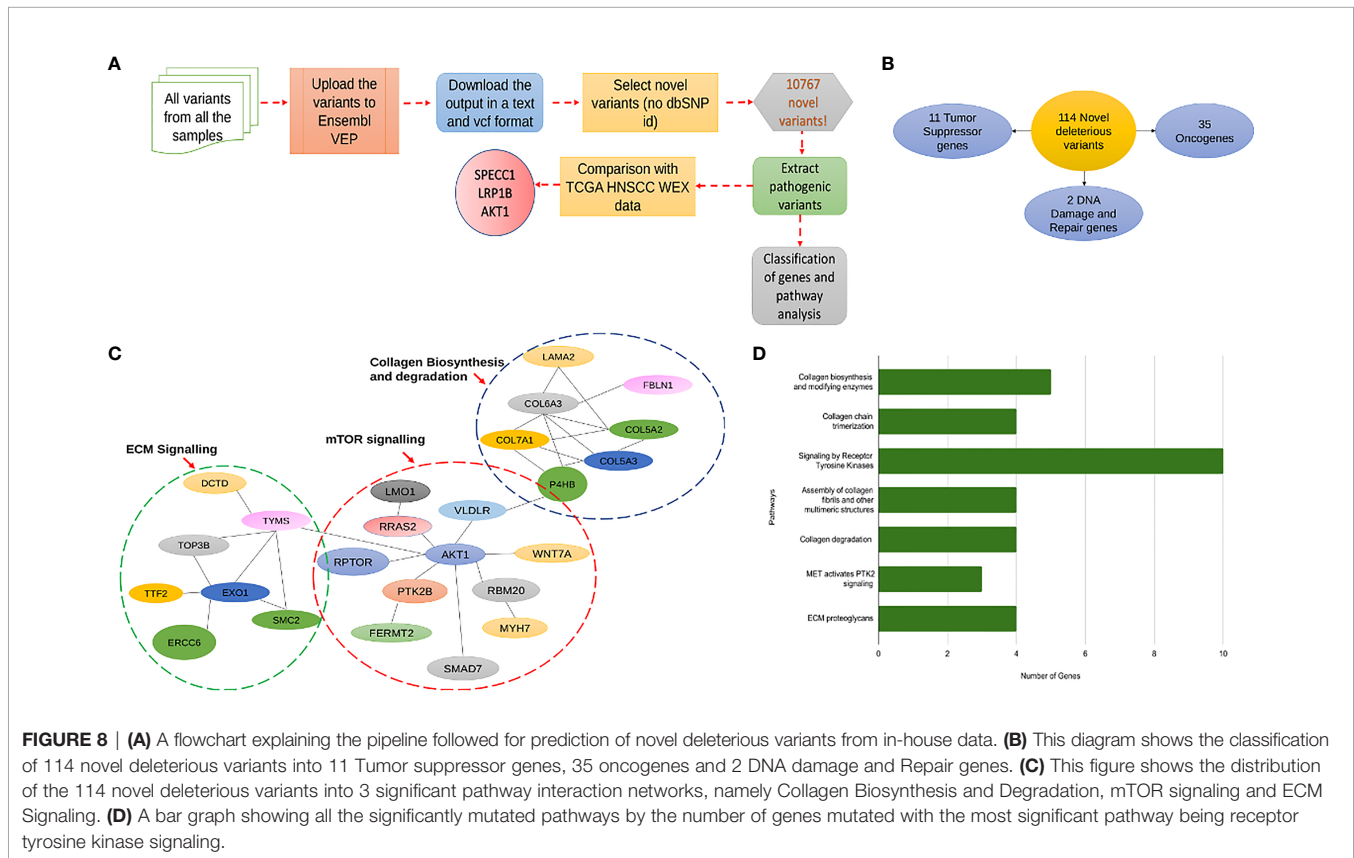 A
All variants
from all the
samples
Upload the
variants to
Ensembl
VEP
Download the
output in a text
and vcf format
Select novel
variants (no dbSNP
id)
10767
novel
variants!
SPECC1
LRP1B
AKT1
Comparison with
TCGA HNSCC WEX
data
Extract
pathogenic
variants
Classification
of genes and
pathway
analysis
B
11 Tumor
Suppressor
genes
114 Novel
deleterious
variants
35
Oncogenes
2 DNA
Damage and
Repair genes
C
Collagen Biosynthesis
and degradation
LAMA2
FBLN1
COL6A3
COL5A2
COL7A1
COL5A3
P4HB
mTOR signalling
LMO1
RRAS2
VLDLR
RPTOR
AKT1
WNT7A
PTK2B
RBM20
FERMT2
MYH7
SMAD7
ECM Signalling
DCTD
TYMS
TOP3B
TTF2
EXO1
SMC2
ERCC6
D
Pathways
Collagen biosynthesis
and modifying enzymes
Collagen chain
trimerization
Signaling by Receptor
Tyrosine Kinases
Assembly of collagen
fibrils and other
multimeric structures
Collagen degradation
MET activates PTK2
signaling
ECM proteoglycans
0 2 4 6 8 10
Number of Genes
FIGURE 8 | (A) A flowchart explaining the pipeline followed for prediction of novel deleterious variants from in-house data. (B) This diagram shows the classification
of 114 novel deleterious variants into 11 Tumor suppressor genes, 35 oncogenes and 2 DNA damage and Repair genes. (C) This figure shows the distribution
of the 114 novel deleterious variants into 3 significant pathway interaction networks, namely Collagen Biosynthesis and Degradation, mTOR signaling and ECM
Signaling. (D) A bar graph showing all the significantly mutated pathways by the number of genes mutated with the most significant pathway being receptor
tyrosine kinase signaling.